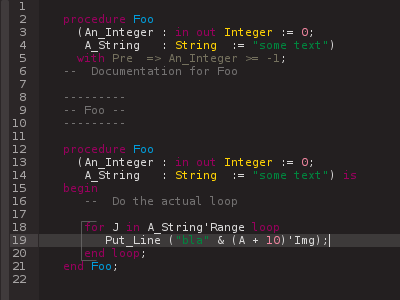 1
2 procedure Foo
3 (An_Integer : in out Integer := 0;
4 A_String : String := "some text")
5 with Pre => An_Integer >= -1;
6 -- Documentation for Foo
7
8 ---------
9 -- Foo --
10 ---------
11
12 procedure Foo
13 (An_Integer : in out Integer := 0;
14 A_String : String := "some text") is
15 begin
16 -- Do the actual loop
17
18 for J in A_String'Range loop
19 Put_Line ("bla" & (A + 10)'Img);
20 end loop;
21 end Foo;
22